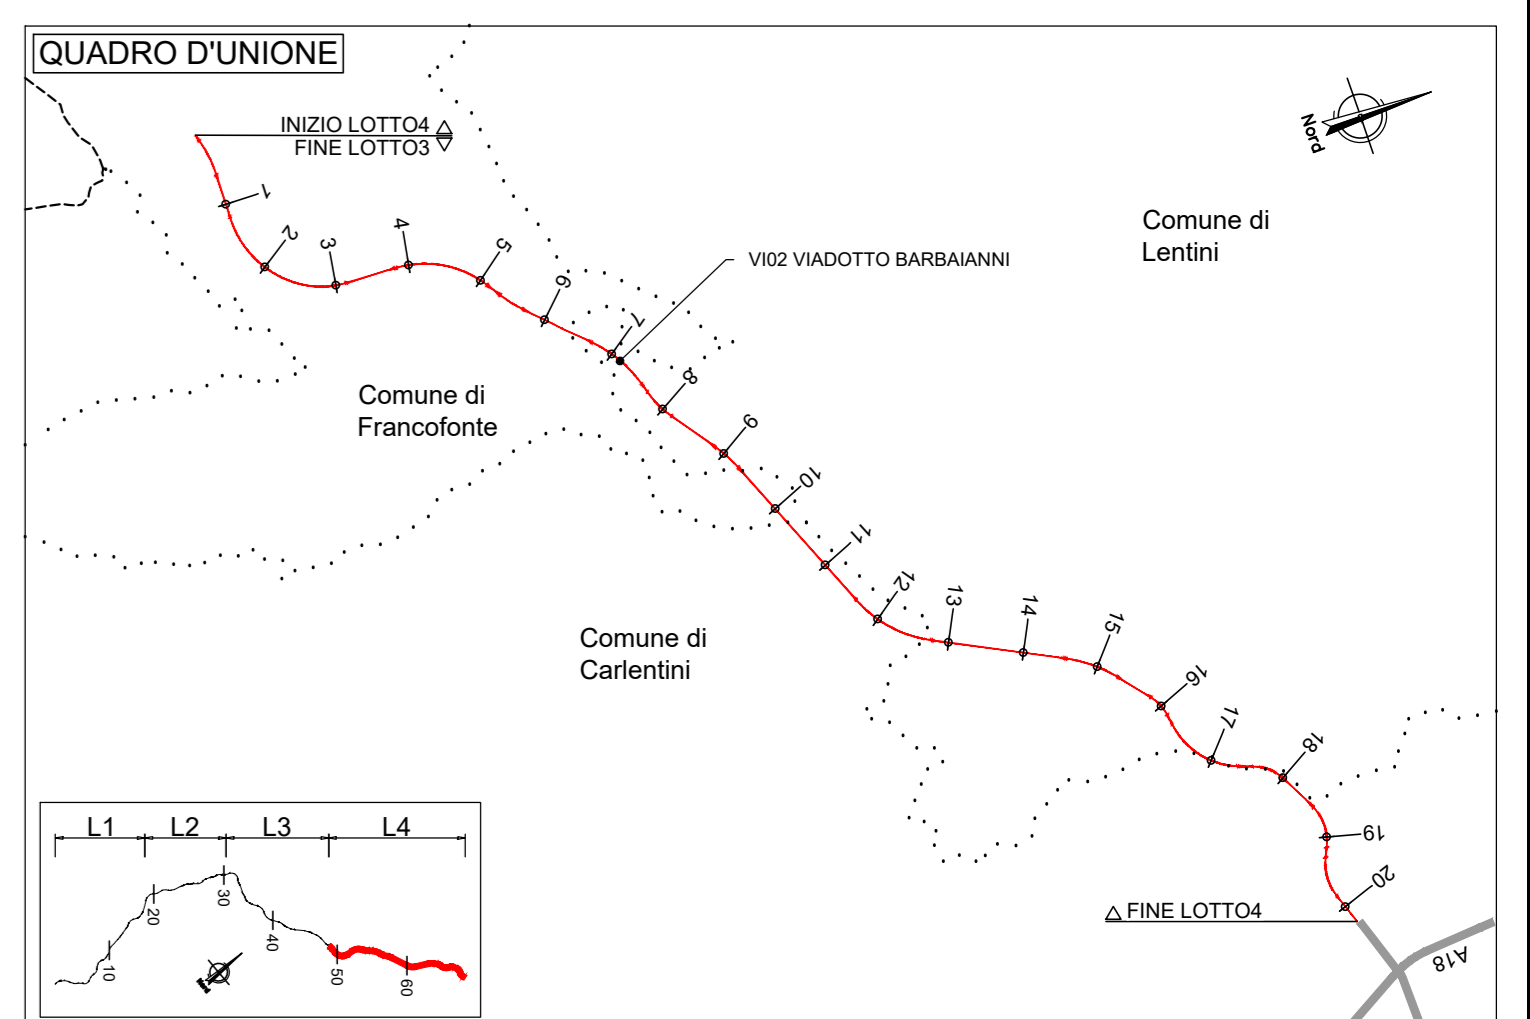 QUADRO D'UNIONE
INIZIO LOTTO4
FINE LOTTO3
Nord
1
2
3
4
5
6
7
8
9
10
11
12
13
14
15
16
17
18
19
20
VI02 VIADOTTO BARBAIANNI
Comune di
Lentini
Comune di
Francofonte
Comune di
Carlentini
FINE LOTTO4
A18
L1
L2
L3
L4
10
20
30
40
50
60